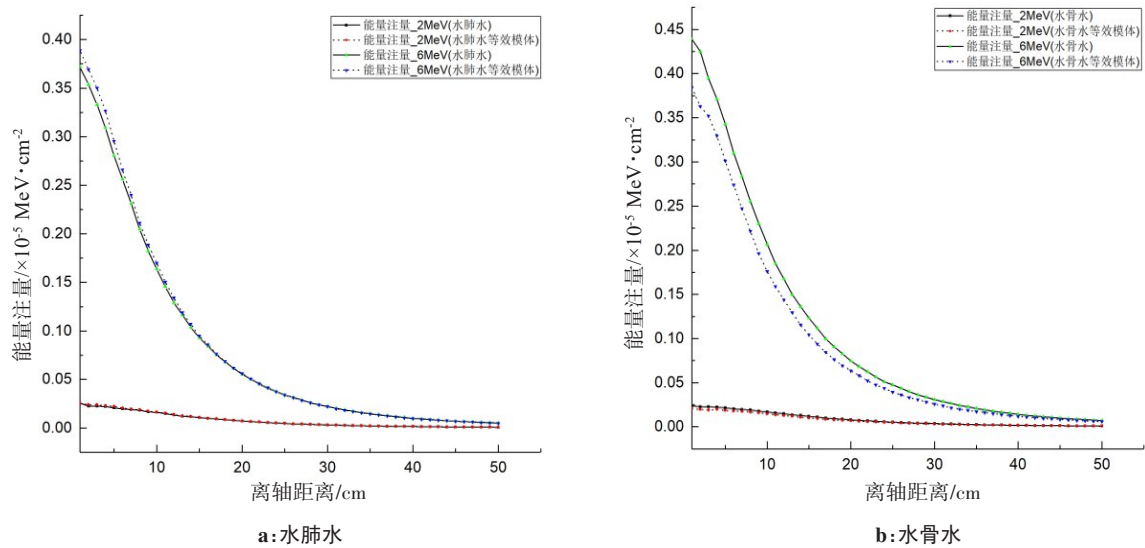 能量注量_2MeV(水肺水)
能量注量_2MeV(水肺水等效模体)
能量注量_6MeV(水肺水)
能量注量_6MeV(水肺水等效模体)
0.40
0.35
0.30
0.25
0.20
0.15
0.10
0.05
0.00
能量注量/×10⁻⁵ MeV·cm⁻²
10
20
30
40
50
离轴距离/cm
a:水肺水
能量注量_2MeV(水骨水)
能量注量_2MeV(水骨水等效模体)
能量注量_6MeV(水骨水)
能量注量_6MeV(水骨水等效模体)
0.45
0.40
0.35
0.30
0.25
0.20
0.15
0.10
0.05
0.00
能量注量/×10⁻⁵ MeV·cm⁻²
10
20
30
40
50
离轴距离/cm
b:水骨水